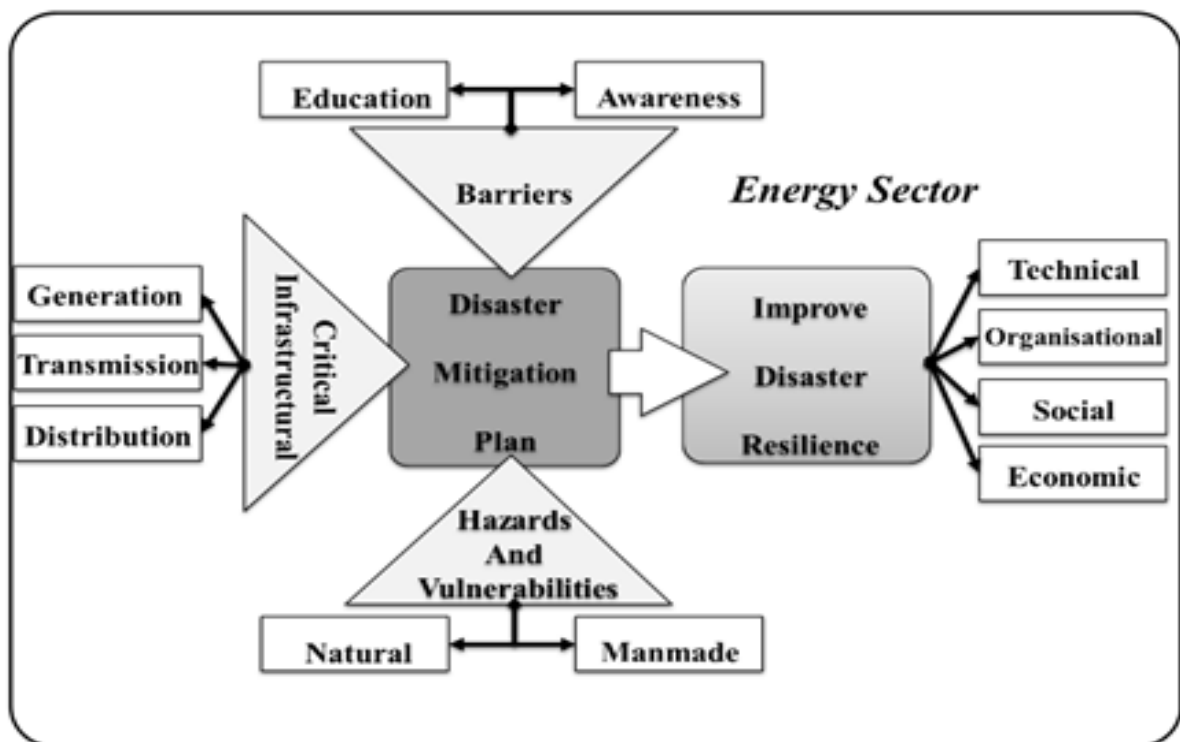 Education
Awareness
Barriers
Energy Sector
Generation
Transmission
Distribution
Critical
Infrastructural
Disaster
Mitigation
Plan
Improve
Disaster
Resilience
Technical
Organisational
Social
Economic
Hazards
And
Vulnerabilities
Natural
Manmade